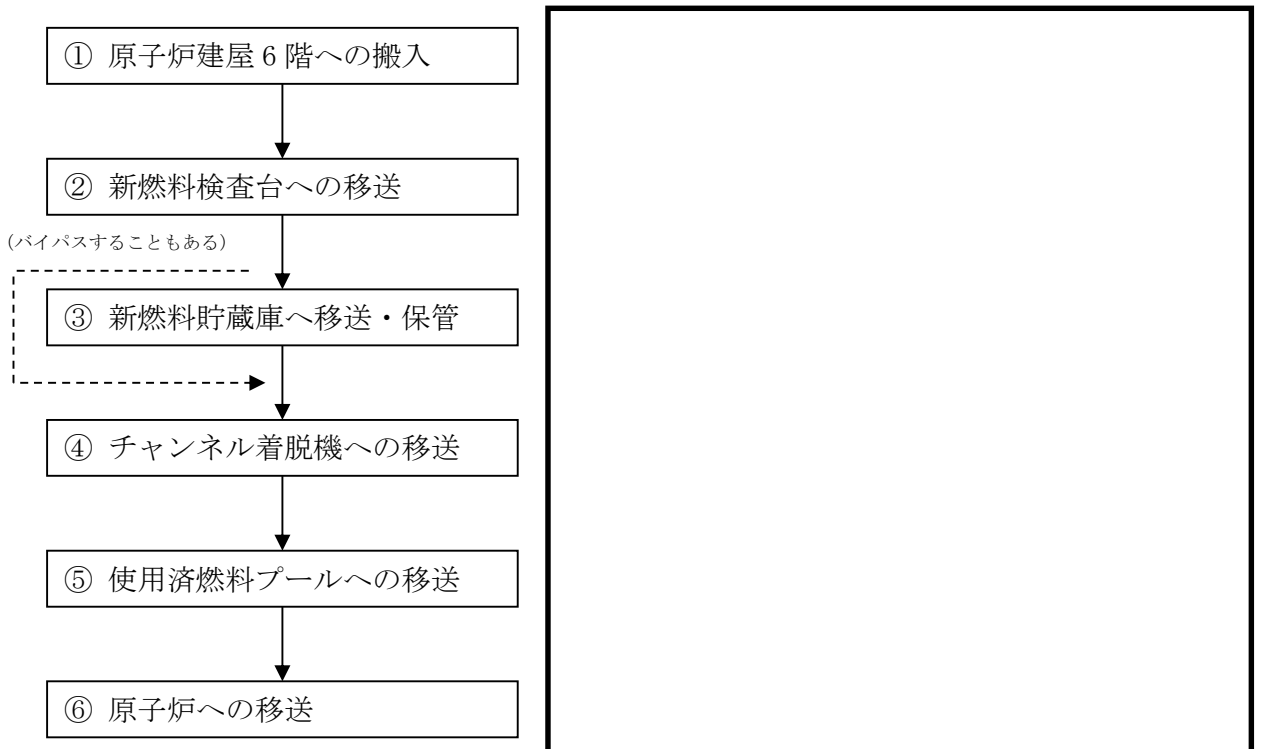 ① 原子炉建屋6階への搬入
② 新燃料検査台への移送
(バイパスすることもある)
③ 新燃料貯蔵庫へ移送・保管
④ チャンネル着脱機への移送
⑤ 使用済燃料プールへの移送
⑥ 原子炉への移送